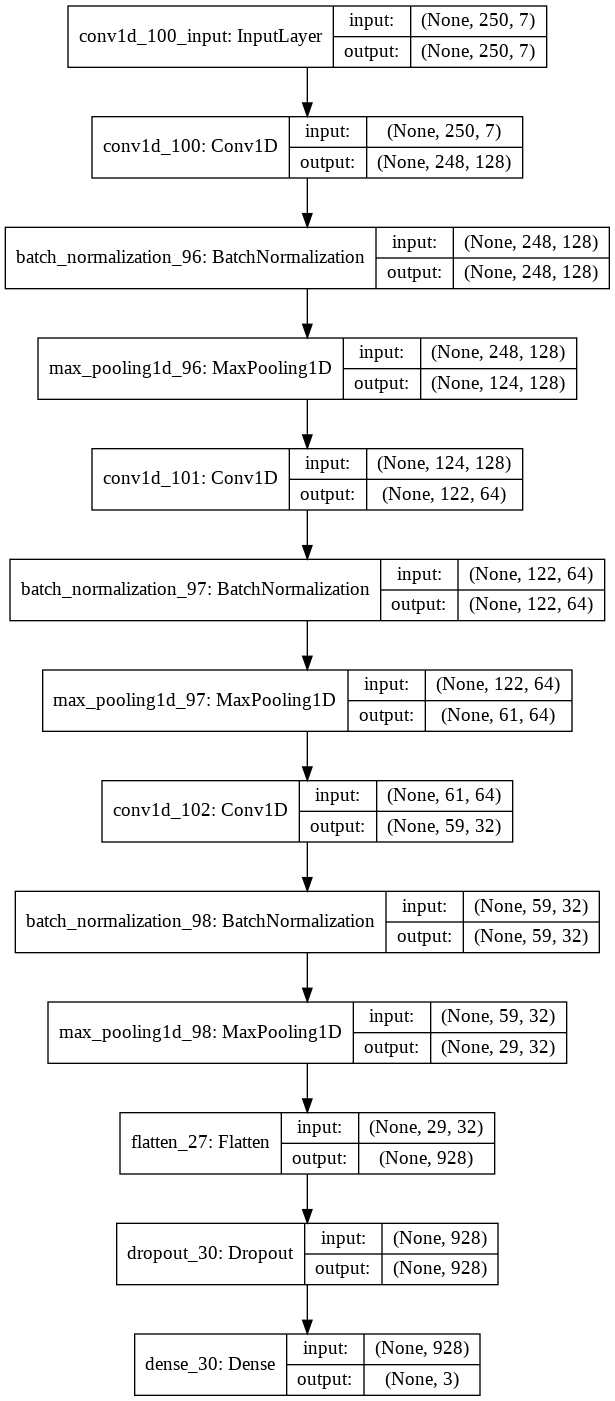 conv1d_100_input: InputLayer
input: (None, 250, 7)
output: (None, 250, 7)
conv1d_100: Conv1D
input: (None, 250, 7)
output: (None, 248, 128)
batch_normalization_96: BatchNormalization
input: (None, 248, 128)
output: (None, 248, 128)
max_pooling1d_96: MaxPooling1D
input: (None, 248, 128)
output: (None, 124, 128)
conv1d_101: Conv1D
input: (None, 124, 128)
output: (None, 122, 64)
batch_normalization_97: BatchNormalization
input: (None, 122, 64)
output: (None, 122, 64)
max_pooling1d_97: MaxPooling1D
input: (None, 122, 64)
output: (None, 61, 64)
conv1d_102: Conv1D
input: (None, 61, 64)
output: (None, 59, 32)
batch_normalization_98: BatchNormalization
input: (None, 59, 32)
output: (None, 59, 32)
max_pooling1d_98: MaxPooling1D
input: (None, 59, 32)
output: (None, 29, 32)
flatten_27: Flatten
input: (None, 29, 32)
output: (None, 928)
dropout_30: Dropout
input: (None, 928)
output: (None, 928)
dense_30: Dense
input: (None, 928)
output: (None, 3)